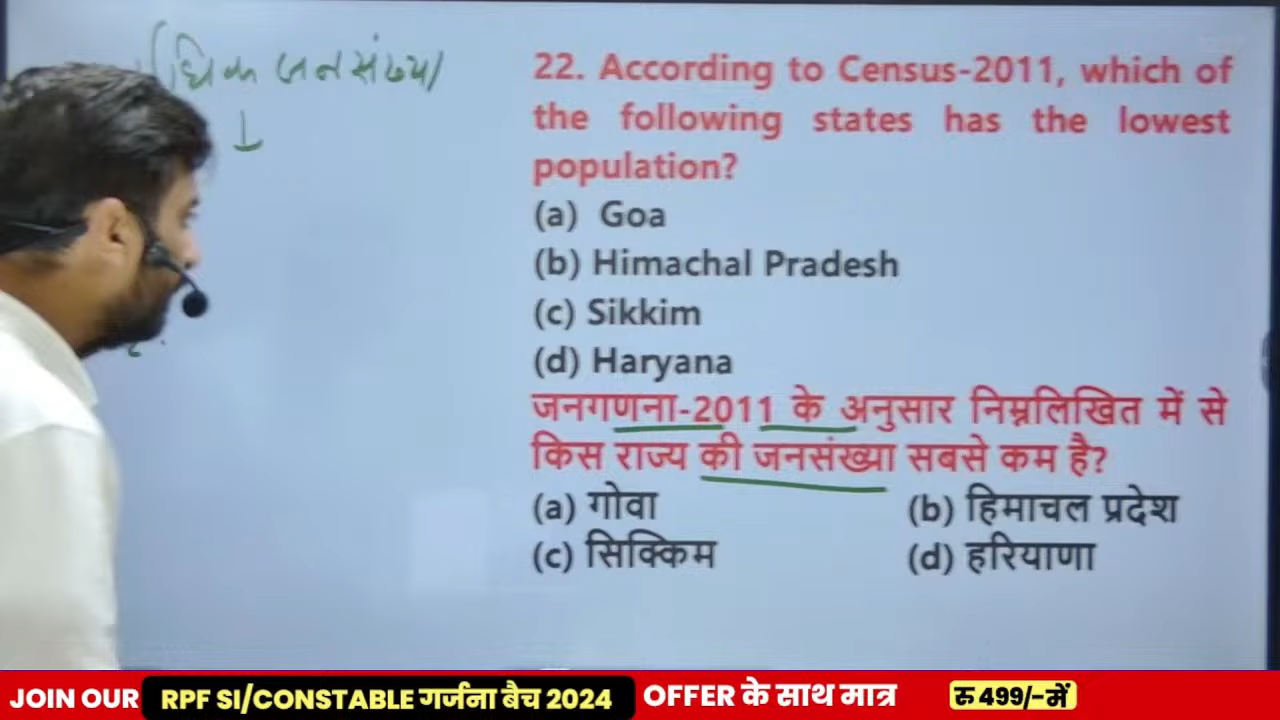 धिक जनसंख्या
22. According to Census-2011, which of
the following states has the lowest
population?
(a) Goa
(b) Himachal Pradesh
(c) Sikkim
(d) Haryana
जनगणना-2011 के अनुसार निम्नलिखित में से
किस राज्य की जनसंख्या सबसे कम है?
(a) गोवा (b) हिमाचल प्रदेश
(c) सिक्किम (d) हरियाणा
JOIN OUR RPF SI/CONSTABLE गर्जना बैच 2024 OFFER के साथ मात्र रु 499/-में